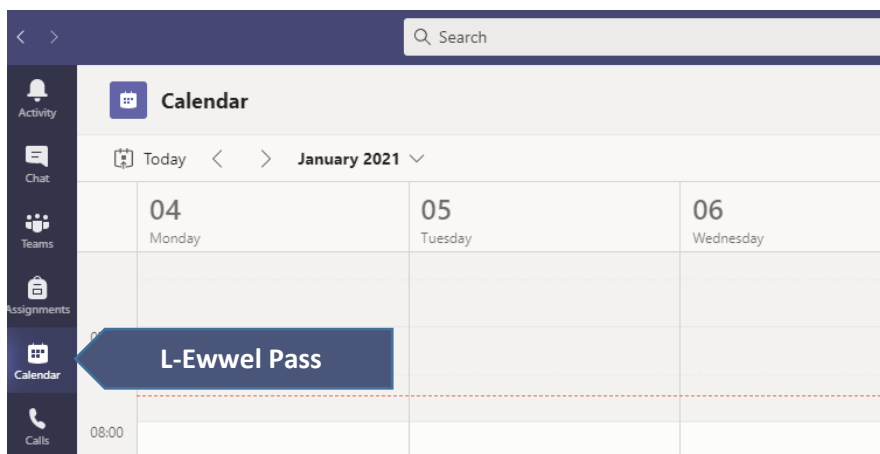 Search
Activity
Calendar
Chat
Today
January 2021
Teams
04
Monday
05
Tuesday
06
Wednesday
Assignments
L-Ewwel Pass
Calendar
Calls
08:00